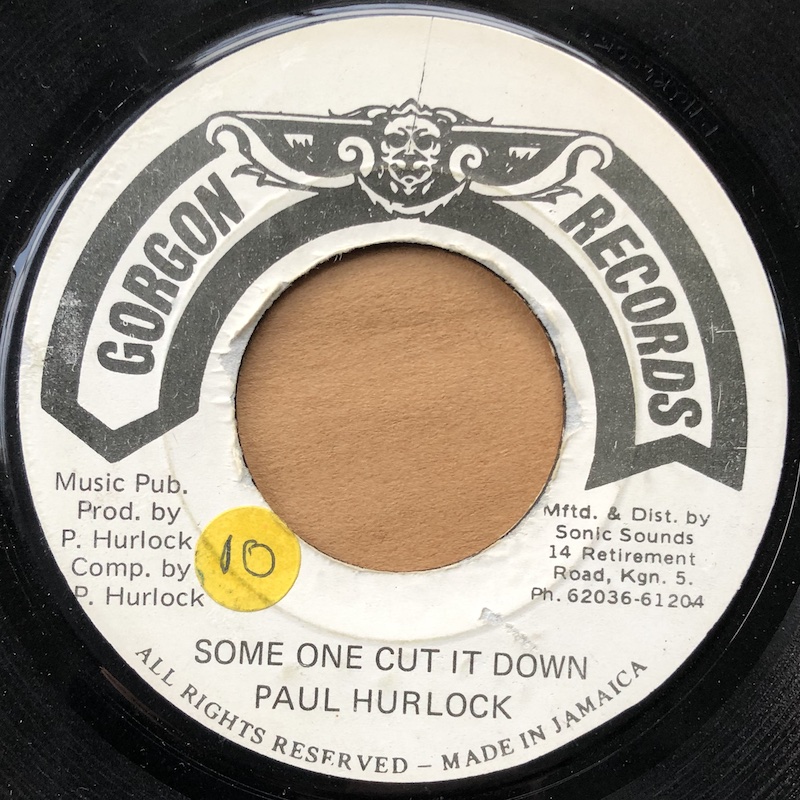 GORGON
RECORDS
Music Pub.
Prod. by
P. Hurlock
Comp. by
P. Hurlock
10
Mftd. & Dist. by
Sonic Sounds
14 Retirement
Road, Kgn. 5.
Ph. 62036-61204
SOME ONE CUT IT DOWN
PAUL HURLOCK
ALL RIGHTS RESERVED – MADE IN JAMAICA